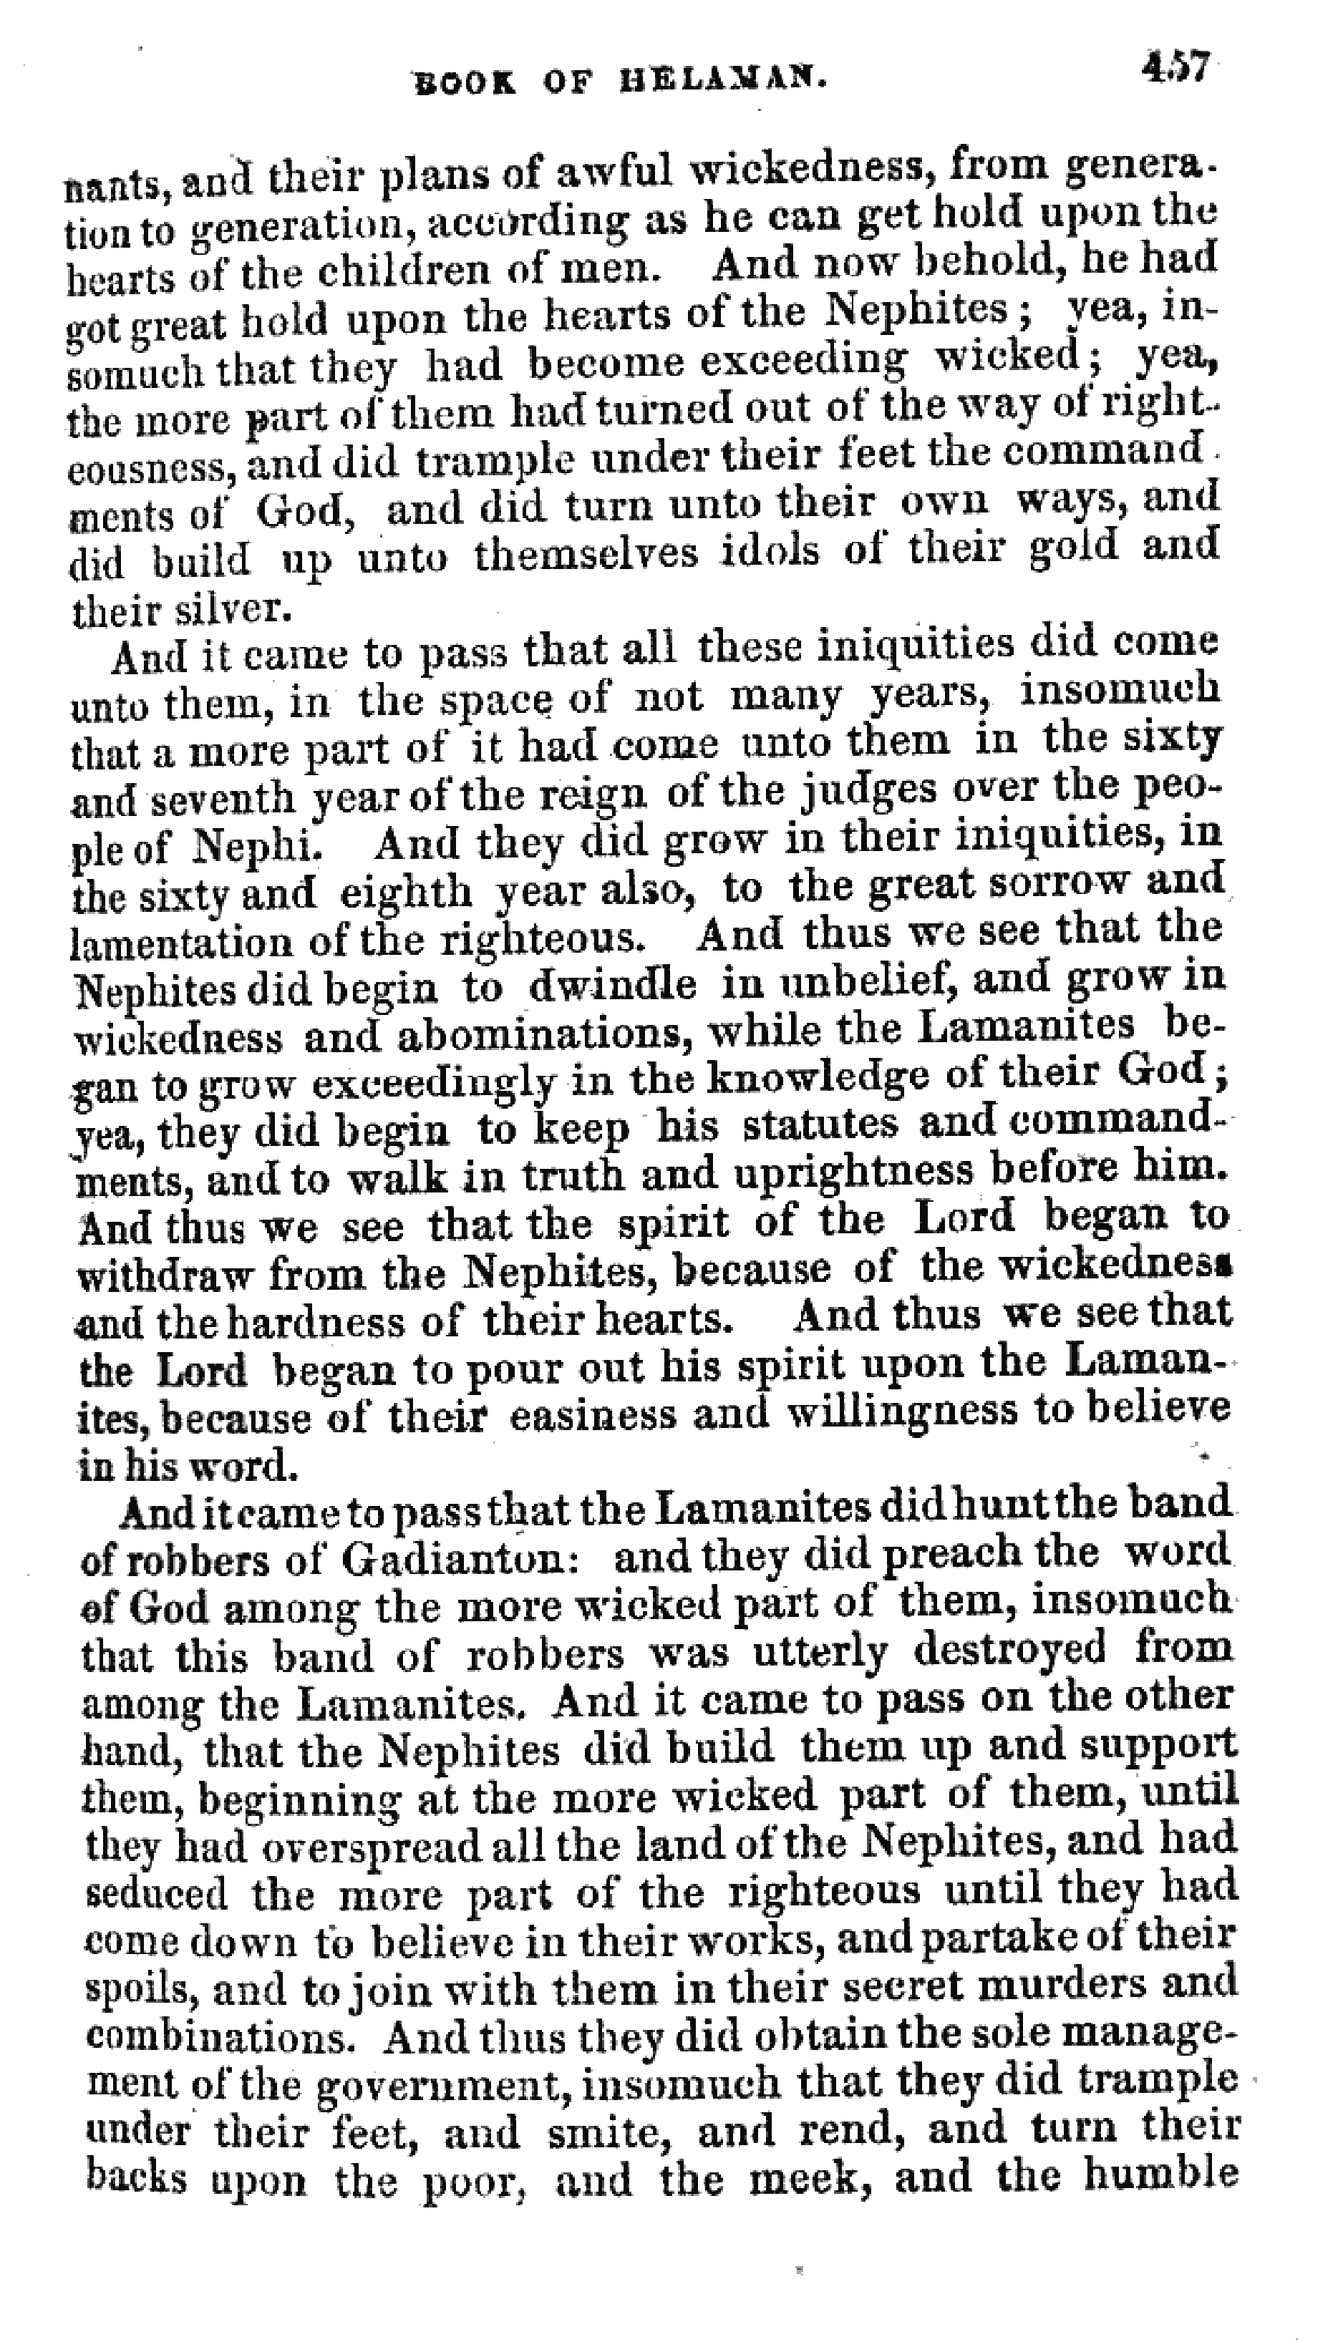 BOOK OF HELAMAN. 457
nants, and their plans of awful wickedness, from genera-
tion to generation, according as he can get hold upon the
hearts of the children of men. And now behold, he had
got great hold upon the hearts of the Nephites; yea, in-
somuch that they had become exceeding wicked; yea,
the more part of them had turned out of the way of right-
eousness, and did trample under their feet the command-
ments of God, and did turn unto their own ways, and
did build up unto themselves idols of their gold and
their silver.
And it came to pass that all these iniquities did come
unto them, in the space of not many years, insomuch
that a more part of it had come unto them in the sixty
and seventh year of the reign of the judges over the peo-
ple of Nephi. And they did grow in their iniquities, in
the sixty and eighth year also, to the great sorrow and
lamentation of the righteous. And thus we see that the
Nephites did begin to dwindle in unbelief, and grow in
wickedness and abominations, while the Lamanites be-
gan to grow exceedingly in the knowledge of their God;
yea, they did begin to keep his statutes and command-
ments, and to walk in truth and uprightness before him.
And thus we see that the spirit of the Lord began to
withdraw from the Nephites, because of the wickedness
and the hardness of their hearts. And thus we see that
the Lord began to pour out his spirit upon the Laman-
ites, because of their easiness and willingness to believe
in his word.
And it came to pass that the Lamanites did hunt the band
of robbers of Gadianton: and they did preach the word
of God among the more wicked part of them, insomuch
that this band of robbers was utterly destroyed from
among the Lamanites. And it came to pass on the other
hand, that the Nephites did build them up and support
them, beginning at the more wicked part of them, until
they had overspread all the land of the Nephites, and had
seduced the more part of the righteous until they had
come down to believe in their works, and partake of their
spoils, and to join with them in their secret murders and
combinations. And thus they did obtain the sole manage-
ment of the government, insomuch that they did trample
under their feet, and smite, and rend, and turn their
backs upon the poor, and the meek, and the humble